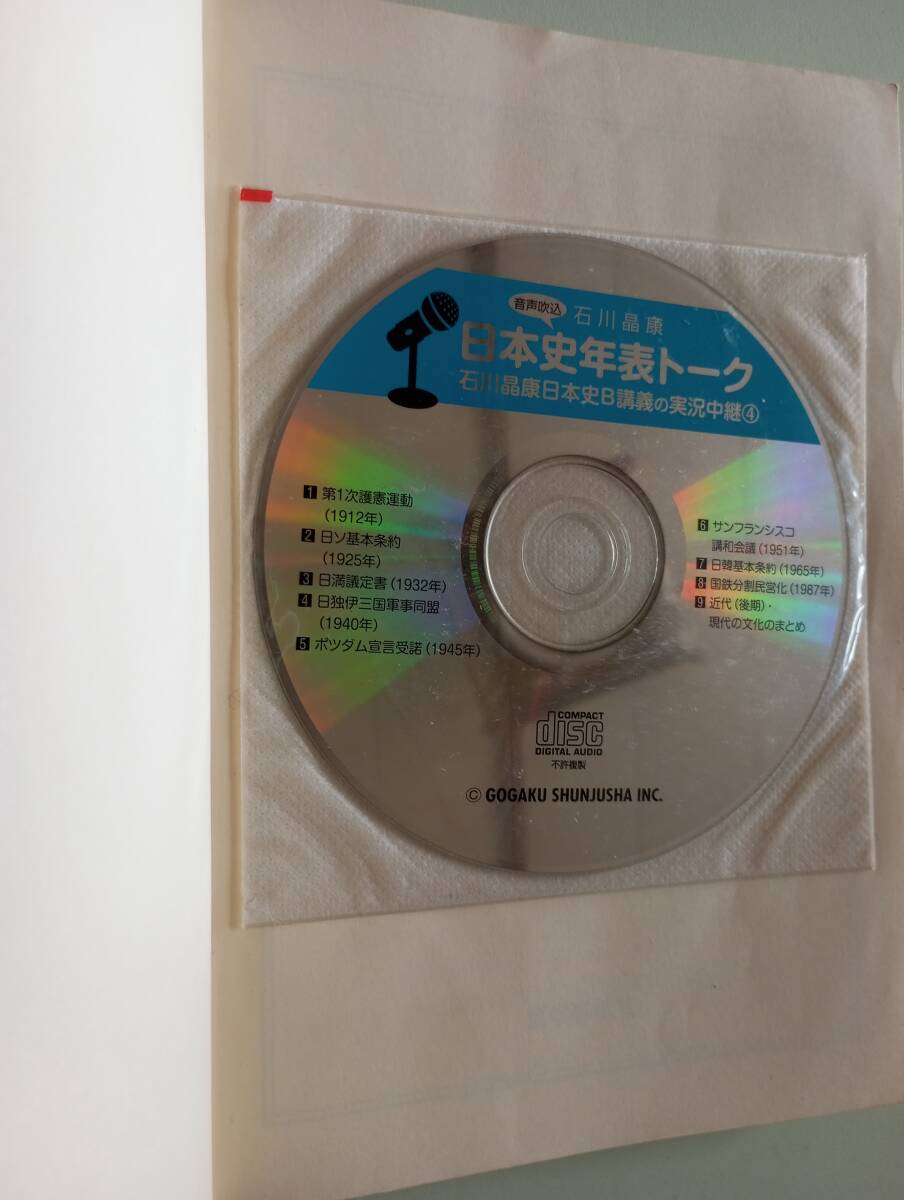 音声吹込
石川晶康
日本史年表トーク
石川晶康日本史B講義の実況中継④
1 第1次護憲運動
(1912年)
2 日ソ基本条約
(1925年)
3 日満議定書(1932年)
4 日独伊三国軍事同盟
(1940年)
5 ポツダム宣言受諾(1945年)
6 サンフランシスコ
講和会議(1951年)
7 日韓基本条約(1965年)
8 国鉄分割民営化(1987年)
9 近代(後期)・
現代の文化のまとめ
COMPACT
disc
DIGITAL AUDIO
不許複製
© GOGAKU SHUNJUSHA INC.